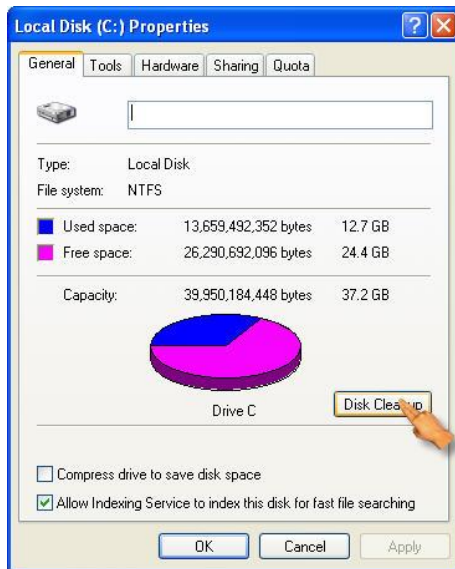 Local Disk (C:) Properties
General Tools Hardware Sharing Quota
Type: Local Disk
File system: NTFS
Used space: 13,659,492,352 bytes 12.7 GB
Free space: 26,290,692,096 bytes 24.4 GB
Capacity: 39,950,184,448 bytes 37.2 GB
Drive C
Disk Cleanup
Compress drive to save disk space
Allow Indexing Service to index this disk for fast file searching
OK Cancel Apply